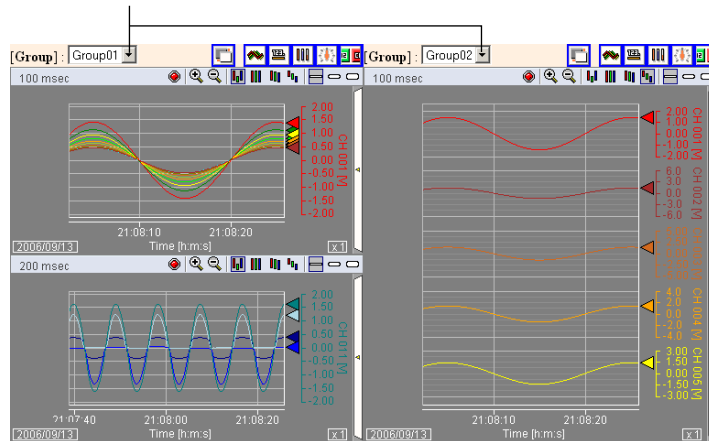 [Group] : Group01
100 msec
2.00
1.50
1.00
0.50
0.00
-0.50
-1.00
-1.50
-2.00
CH 001 [V]
21:08:10
21:08:20
2006/09/13
Time [h:m:s]
x 1
200 msec
2.00
1.50
1.00
0.50
0.00
-0.50
-1.00
-1.50
-2.00
CH 011 [V]
21:07:40
21:08:00
21:08:20
2006/09/13
Time [h:m:s]
x 1
[Group] : Group02
100 msec
2.00
1.00
0.00
-1.00
-2.00
CH 001 [V]
6.0
3.0
0.0
-3.0
-6.0
CH 002 [V]
4.0
2.0
0.0
-2.0
-4.0
CH 004 [V]
3.00
1.50
0.00
-1.50
-3.00
CH 005 [V]
21:08:10
21:08:20
2006/09/13
Time [h:m:s]
x 1